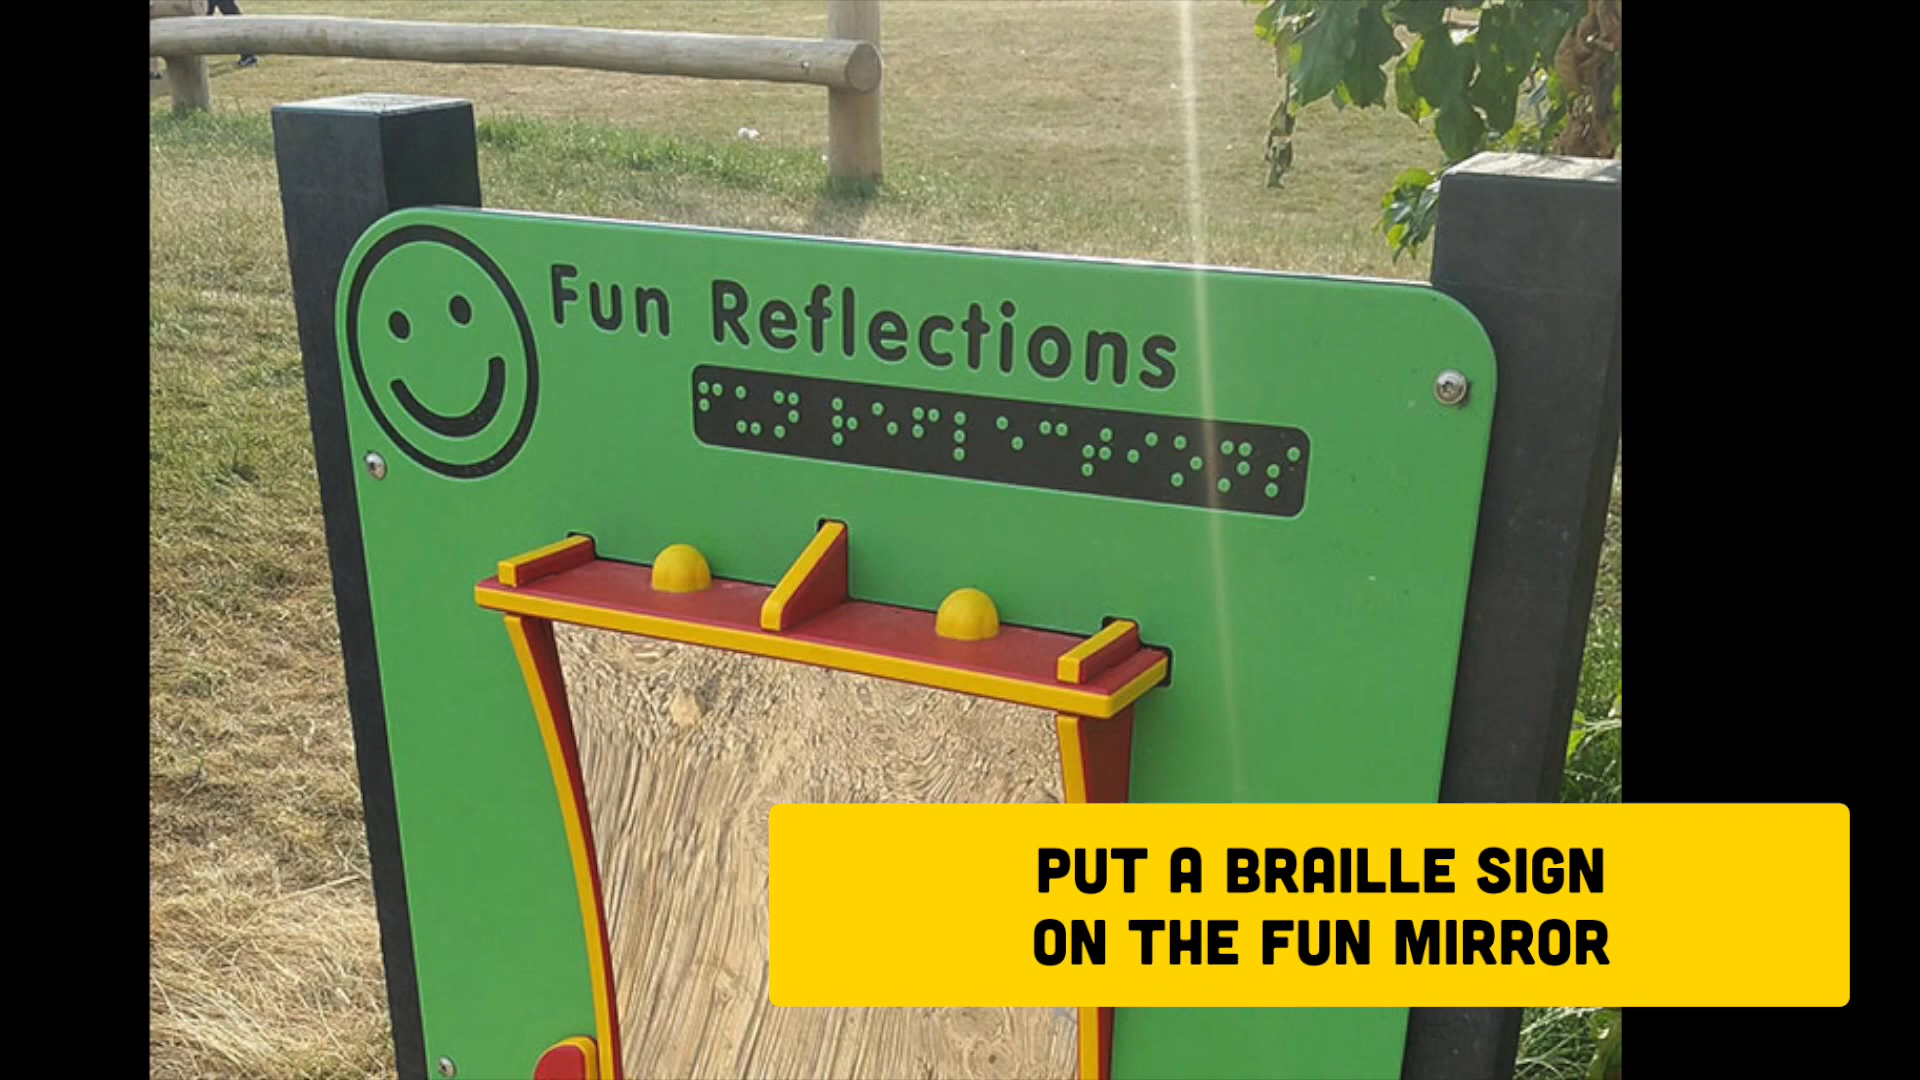 Fun Reflections
⠋⠥⠝ ⠗⠑⠋⠇⠑⠉⠞⠊⠕⠝⠎
PUT A BRAILLE SIGN
ON THE FUN MIRROR